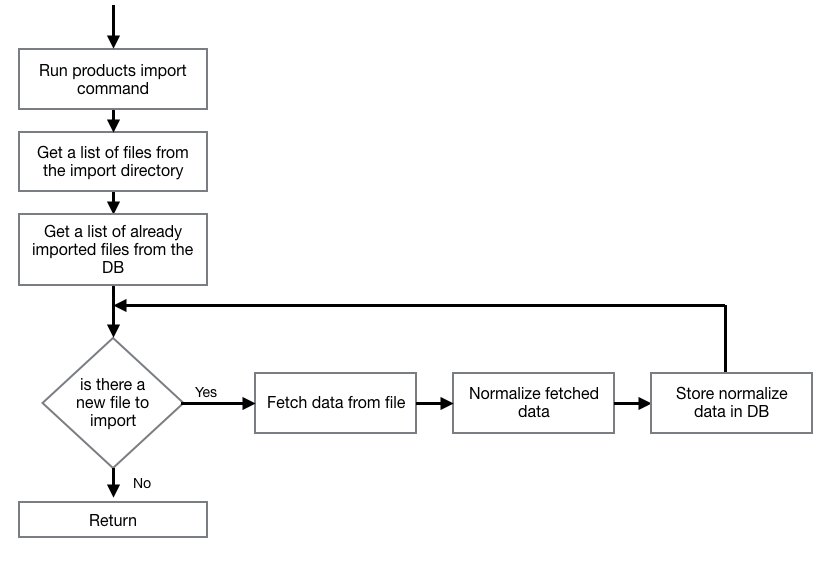 Run products import
command
Get a list of files from
the import directory
Get a list of already
imported files from the
DB
is there a
new file to
import
Yes
Fetch data from file
Normalize fetched
data
Store normalize
data in DB
No
Return